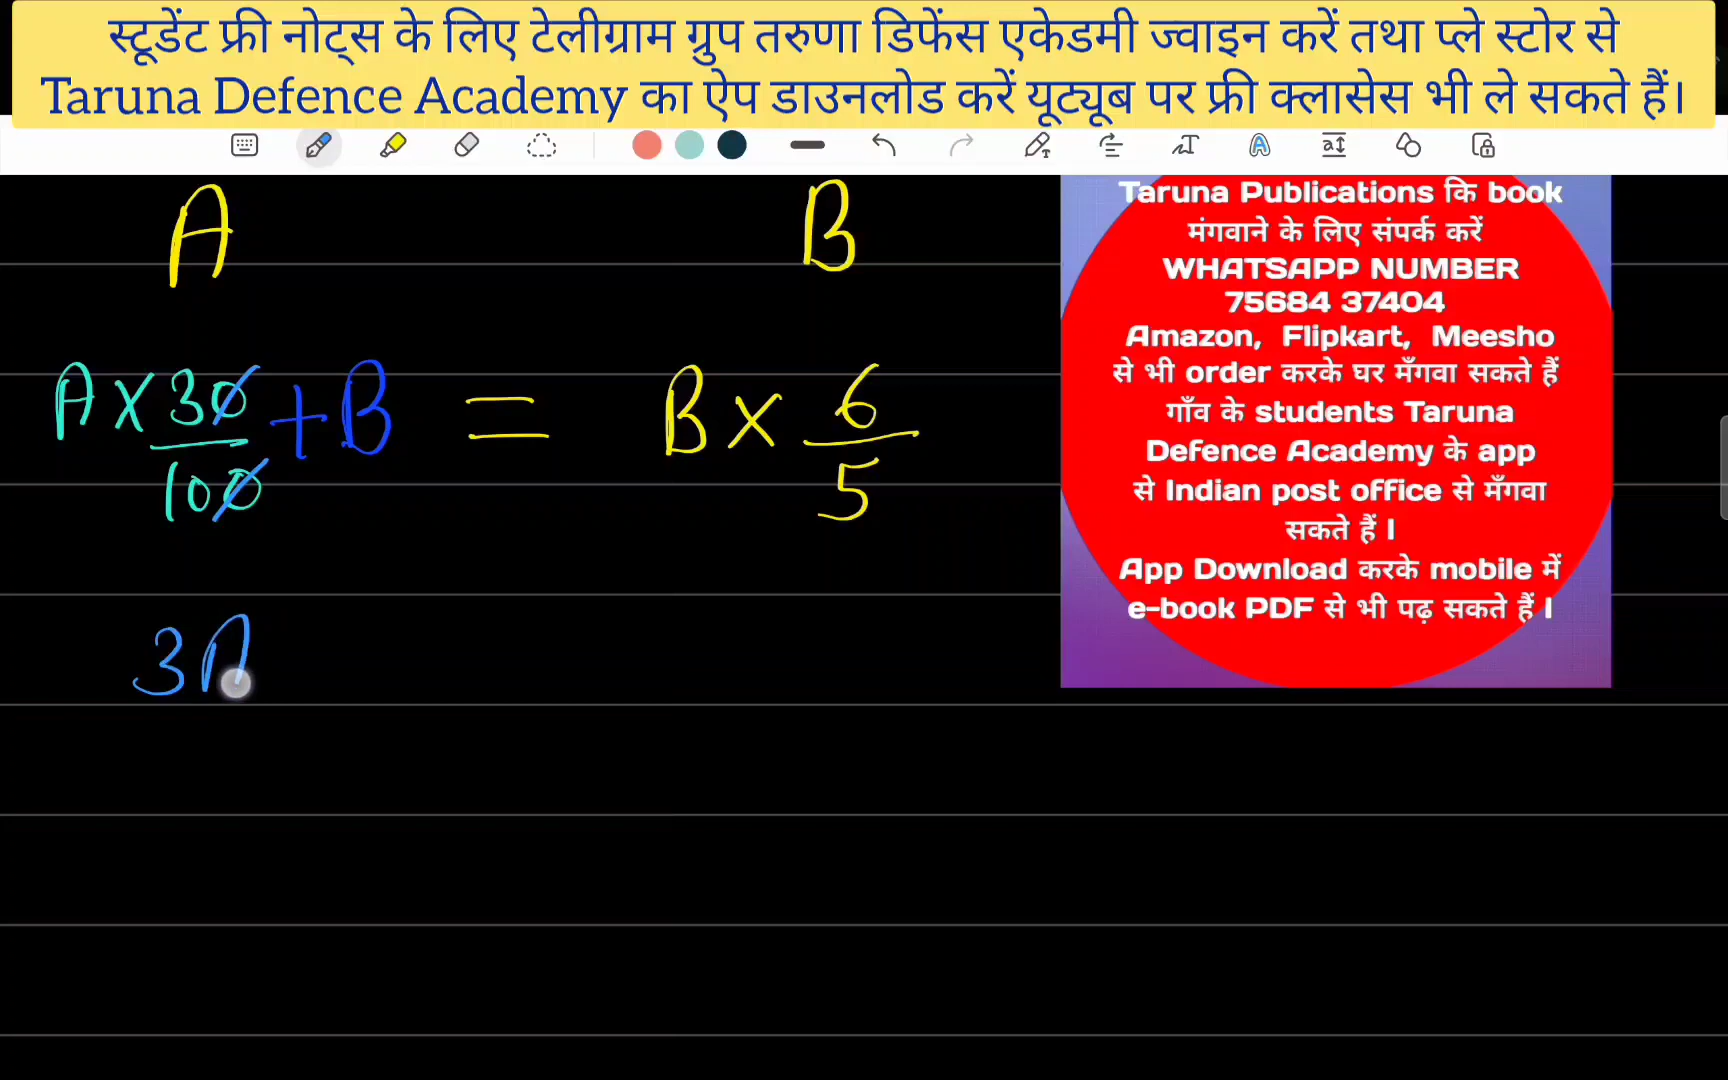 स्टूडेंट फ्री नोट्स के लिए टेलीग्राम ग्रुप तरुणा डिफेंस एकेडमी ज्वाइन करें तथा प्ले स्टोर से
Taruna Defence Academy का ऐप डाउनलोड करें यूट्यूब पर फ्री क्लासेस भी ले सकते हैं।
A B
A × 30/100 + B = B × 6/5
3A
Taruna Publications कि book
मंगवाने के लिए संपर्क करें
WHATSAPP NUMBER
75684 37404
Amazon, Flipkart, Meesho
से भी order करके घर मँगवा सकते हैं
गाँव के students Taruna
Defence Academy के app
से Indian post office से मँगवा
सकते हैं I
App Download करके mobile में
e-book PDF से भी पढ़ सकते हैं I